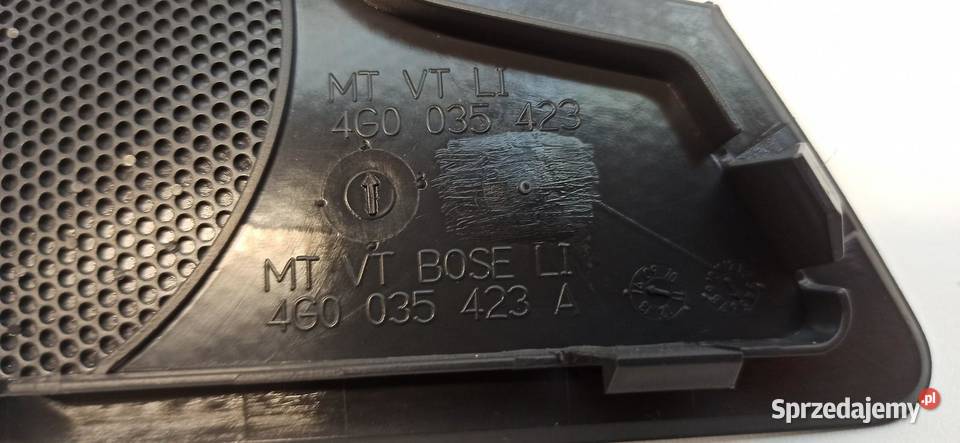 MT VT LI
4G0 035 423
MT VT BOSE LI
4G0 035 423 A
Sprzedajemy.pl